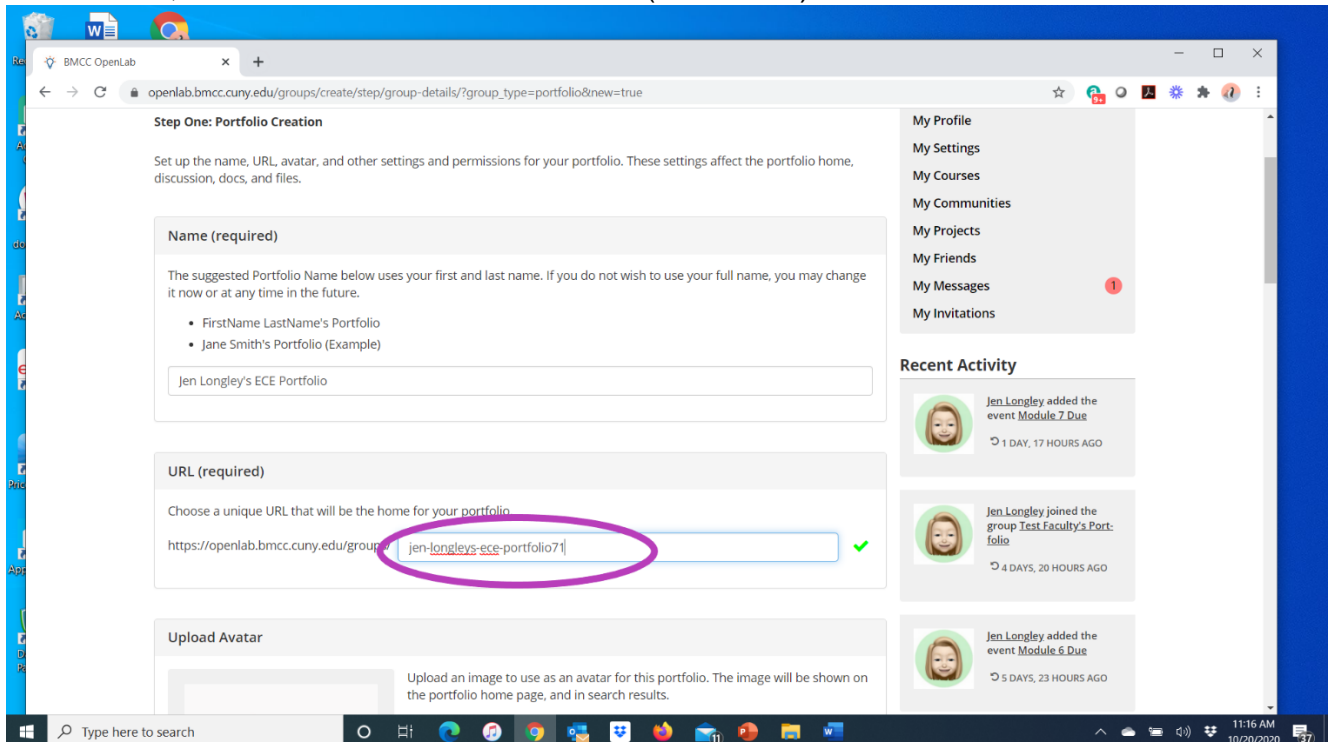 BMCC OpenLab
openlab.bmcc.cuny.edu/groups/create/step/group-details/?group_type=portfolio&new=true
9+
Step One: Portfolio Creation
Set up the name, URL, avatar, and other settings and permissions for your portfolio. These settings affect the portfolio home,
discussion, docs, and files.
Name (required)
The suggested Portfolio Name below uses your first and last name. If you do not wish to use your full name, you may change
it now or at any time in the future.
• FirstName LastName's Portfolio
• Jane Smith's Portfolio (Example)
Jen Longley's ECE Portfolio
URL (required)
Choose a unique URL that will be the home for your portfolio
https://openlab.bmcc.cuny.edu/groups/ jen-longleys-ece-portfolio71
Upload Avatar
Upload an image to use as an avatar for this portfolio. The image will be shown on
the portfolio home page, and in search results.
My Profile
My Settings
My Courses
My Communities
My Projects
My Friends
My Messages 1
My Invitations
Recent Activity
Jen Longley added the
event Module 7 Due
1 DAY, 17 HOURS AGO
Jen Longley joined the
group Test Faculty's Port-
folio
4 DAYS, 20 HOURS AGO
Jen Longley added the
event Module 6 Due
5 DAYS, 23 HOURS AGO
Type here to search
11
11:16 AM
10/20/2020
37